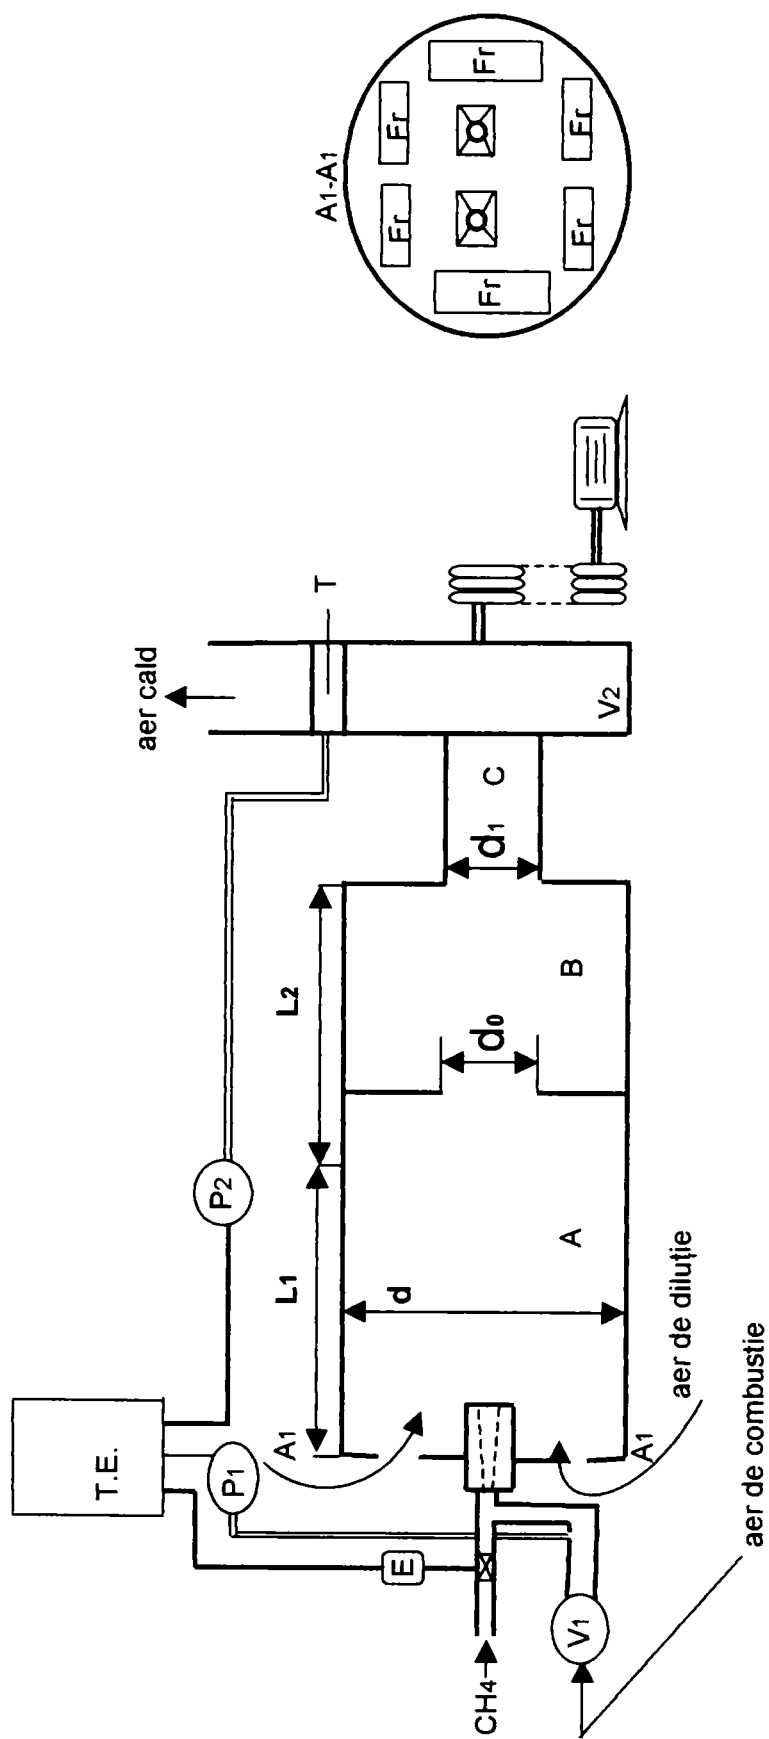 T.E.
P1
P2
E
CH4
V1
A1
A1
L1
L2
d
d0
d1
A
B
C
V2
T
aer cald
aer de diluție
aer de combustie
A1-A1
Fr
Fr
Fr
Fr
Fr
Fr